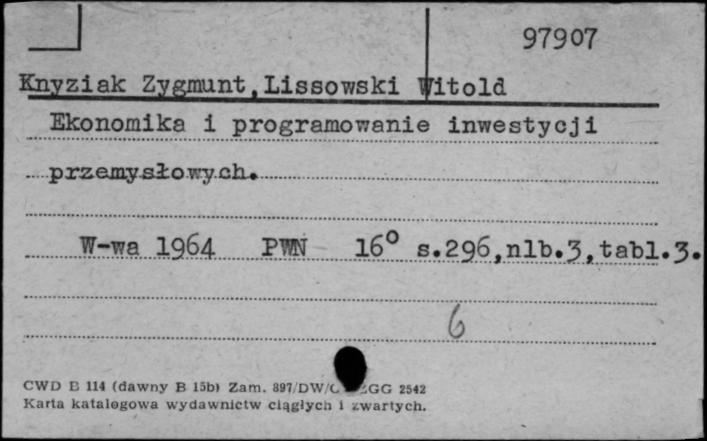 97907
Knyziak Zygmunt,Lissowski Witold
Ekonomika i programowanie inwestycji
przemysłowych.
W-wa 1964 PWN 16° s.296,nlb.3,tabl.3.
6
CWD B 114 (dawny B 15b) Zam. 897/DW/ GG 2542
Karta katalogowa wydawnictw ciągłych i zwartych.